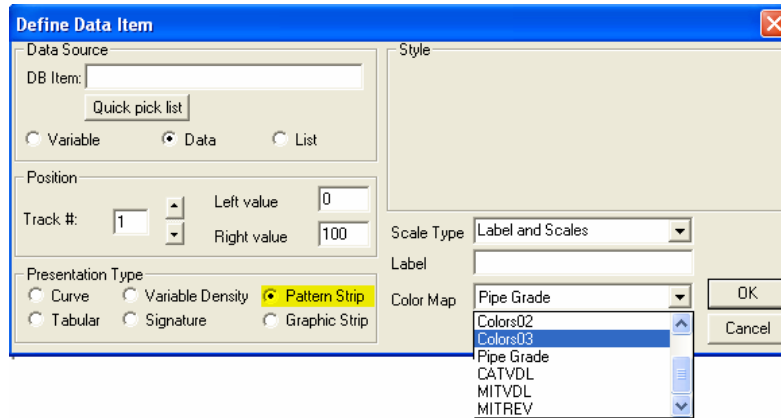 Define Data Item
Data Source
DB Item:
Quick pick list
Variable
Data
List
Position
Track #:
1
Left value
0
Right value
100
Presentation Type
Curve
Variable Density
Pattern Strip
Tabular
Signature
Graphic Strip
Style
Scale Type
Label and Scales
Label
Color Map
Pipe Grade
Colors02
Colors03
Pipe Grade
CATVDL
MITVDL
MITREV
OK
Cancel